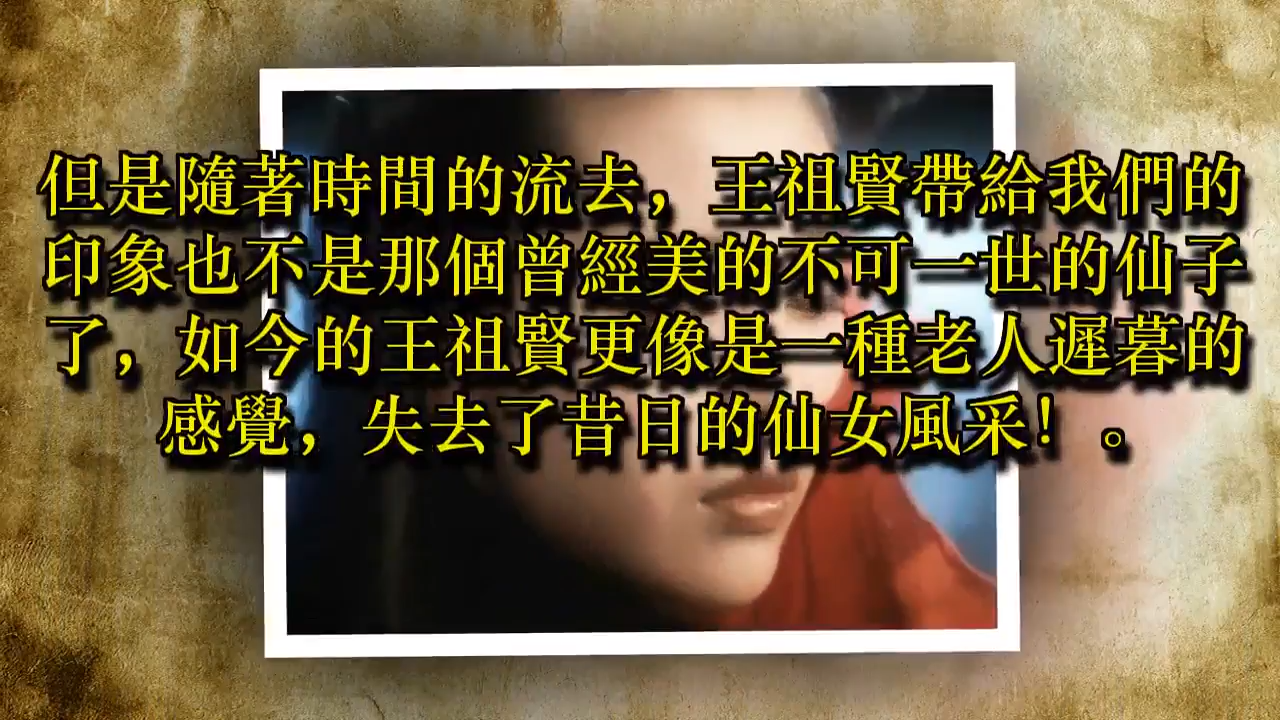 但是隨著時間的流去，王祖賢帶給我們的
印象也不是那個曾經美的不可一世的仙子
了，如今的王祖賢更像是一種老人遲暮的
感覺，失去了昔日的仙女風采！。